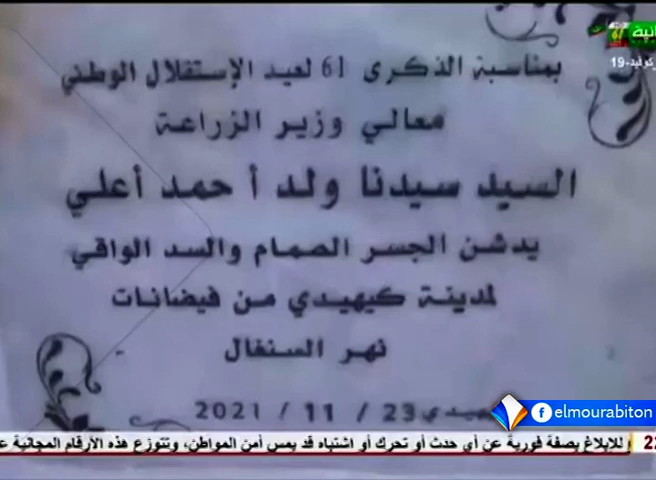 بمناسبة الذكرى 61 لعيد الإستقلال الوطني
معالي وزير الزراعة
السيد سيدنا ولد أحمد أعلي
يدشن الجسر الصمام والسد الواقي
لمدينة كيهيدي من فيضانات
نهر السنغال
23 / 11 / 2021
elmourabiton
للإبلاغ بصفة فورية عن أي حدث أو تحرك أو اشتباه قد يمس أمن المواطن، وتتوزع هذه الأرقام المجانية